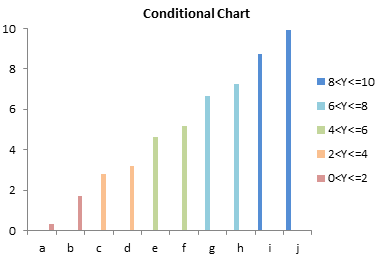 Conditional Chart
10
8
6
4
2
0
a b c d e f g h i j
8<Y<=10
6<Y<=8
4<Y<=6
2<Y<=4
0<Y<=2